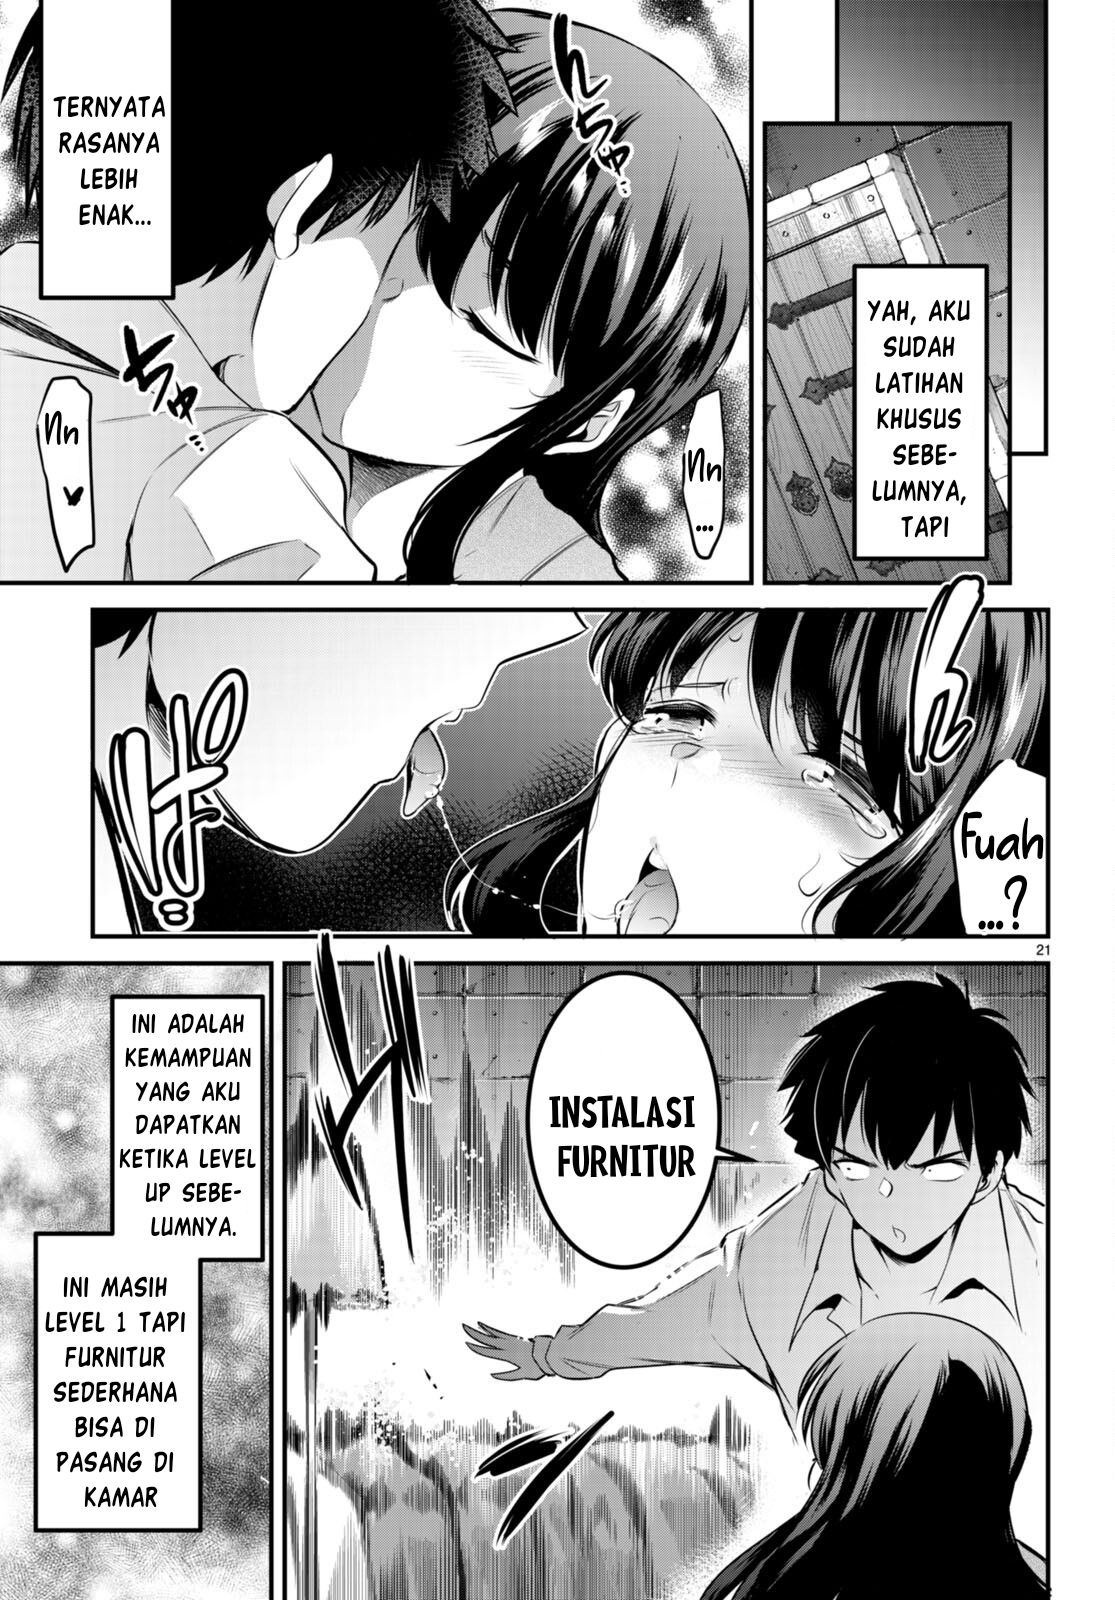 YAH, AKU
SUDAH
LATIHAN
KHUSUS
SEBE-
LUMNYA,
TAPI
んちゅ
TERNYATA
RASANYA
LEBIH
ENAK...
Nn
...
ちゅ
Nn
♥
Fuah
...?
ん
ぱ
21
INSTALASI
FURNITUR
INI ADALAH
KEMAMPUAN
YANG AKU
DAPATKAN
KETIKA LEVEL
UP SEBE-
LUMNYA.
INI MASIH
LEVEL 1 TAPI
FURNITUR
SEDERHANA
BISA DI
PASANG DI
KAMAR